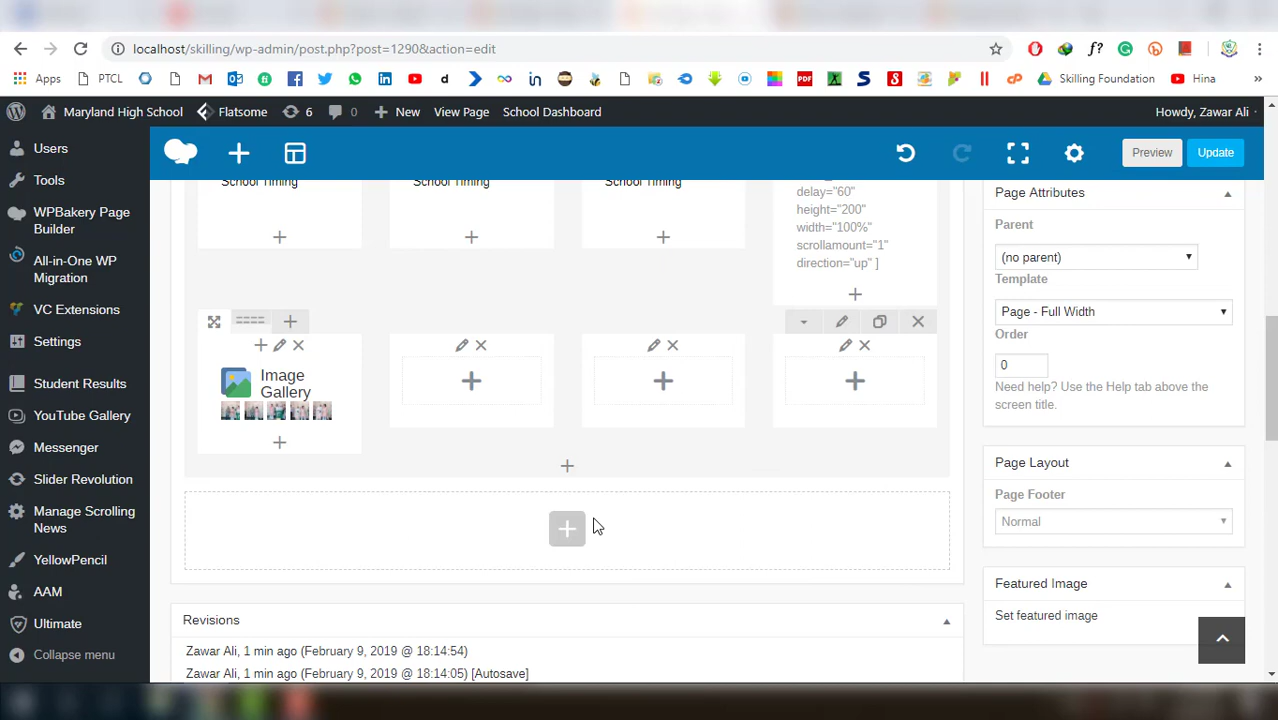 localhost/skilling/wp-admin/post.php?post=1290&action=edit
Apps
PTCL
Skilling Foundation
Hina
Maryland High School
Flatsome
6
0
New
View Page
School Dashboard
Howdy, Zawar Ali
Users
Tools
WPBakery Page
Builder
All-in-One WP
Migration
VC Extensions
Settings
Student Results
YouTube Gallery
Messenger
Slider Revolution
Manage Scrolling
News
YellowPencil
AAM
Ultimate
Collapse menu
Preview
Update
School Timing
School Timing
School Timing
delay="60"
height="200"
width="100%"
scrollamount="1"
direction="up" ]
Image
Gallery
Revisions
Zawar Ali, 1 min ago (February 9, 2019 @ 18:14:54)
Zawar Ali, 1 min ago (February 9, 2019 @ 18:14:05) [Autosave]
Page Attributes
Parent
(no parent)
Template
Page - Full Width
Order
0
Need help? Use the Help tab above the
screen title.
Page Layout
Page Footer
Normal
Featured Image
Set featured image